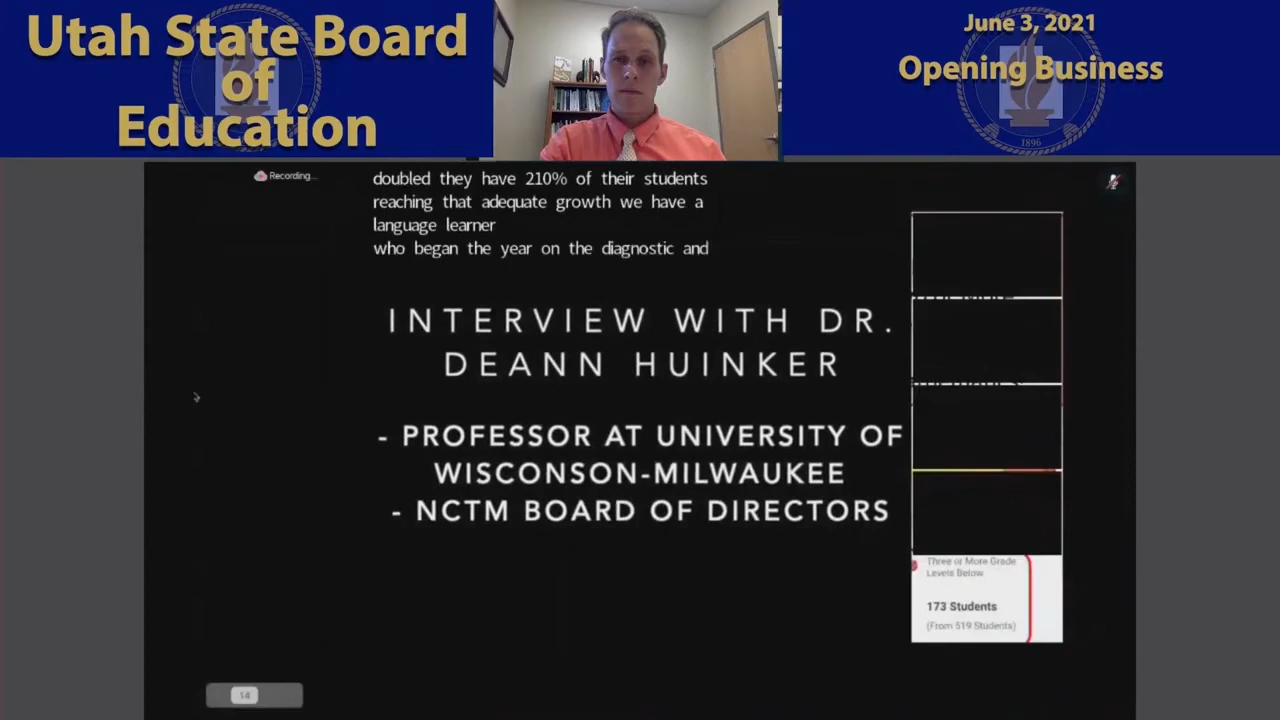 Utah State Board
of
Education
June 3, 2021
Opening Business
1896
Recording...
doubled they have 210% of their students
reaching that adequate growth we have a
language learner
who began the year on the diagnostic and
INTERVIEW WITH DR.
DEANN HUINKER
- PROFESSOR AT UNIVERSITY OF
WISCONSON-MILWAUKEE
- NCTM BOARD OF DIRECTORS
Three or More Grade
Levels Below
173 Students
(From 519 Students)
14